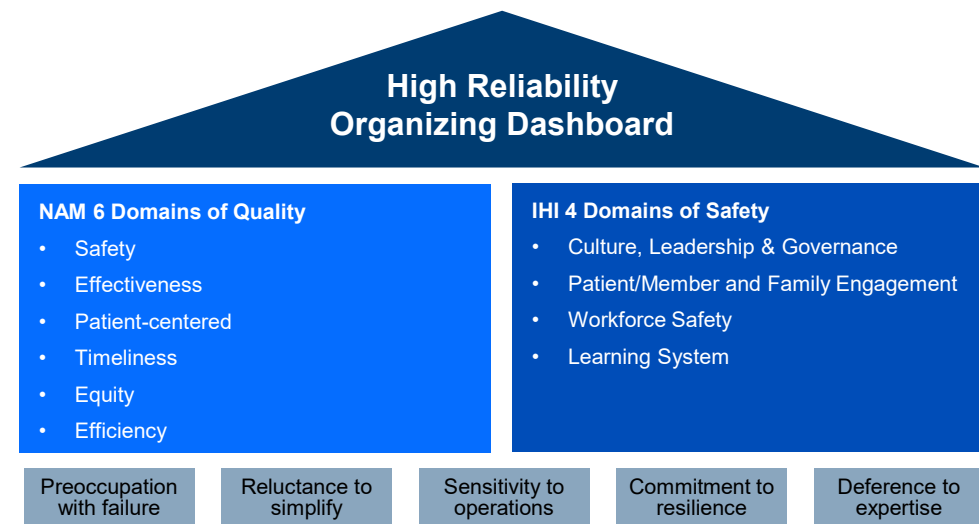 High Reliability
Organizing Dashboard
NAM 6 Domains of Quality
• Safety
• Effectiveness
• Patient-centered
• Timeliness
• Equity
• Efficiency
IHI 4 Domains of Safety
• Culture, Leadership & Governance
• Patient/Member and Family Engagement
• Workforce Safety
• Learning System
Preoccupation
with failure
Reluctance to
simplify
Sensitivity to
operations
Commitment to
resilience
Deference to
expertise